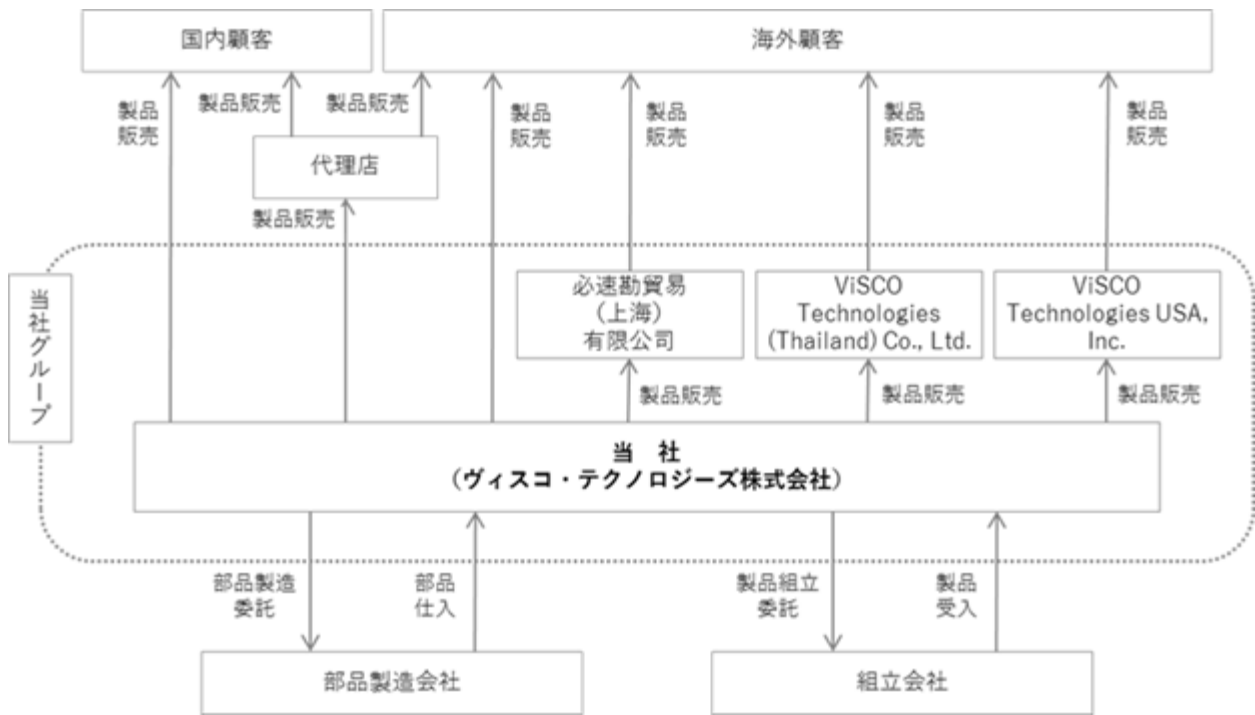 国内顧客
海外顧客
製品
販売
製品販売
製品販売
製品
販売
製品
販売
製品
販売
製品
販売
代理店
製品販売
当社グループ
必速勘貿易
（上海）
有限公司
ViSCO
Technologies
(Thailand) Co., Ltd.
ViSCO
Technologies USA,
Inc.
製品販売
製品販売
製品販売
当　社
（ヴィスコ・テクノロジーズ株式会社）
部品製造
委託
部品
仕入
製品組立
委託
製品
受入
部品製造会社
組立会社